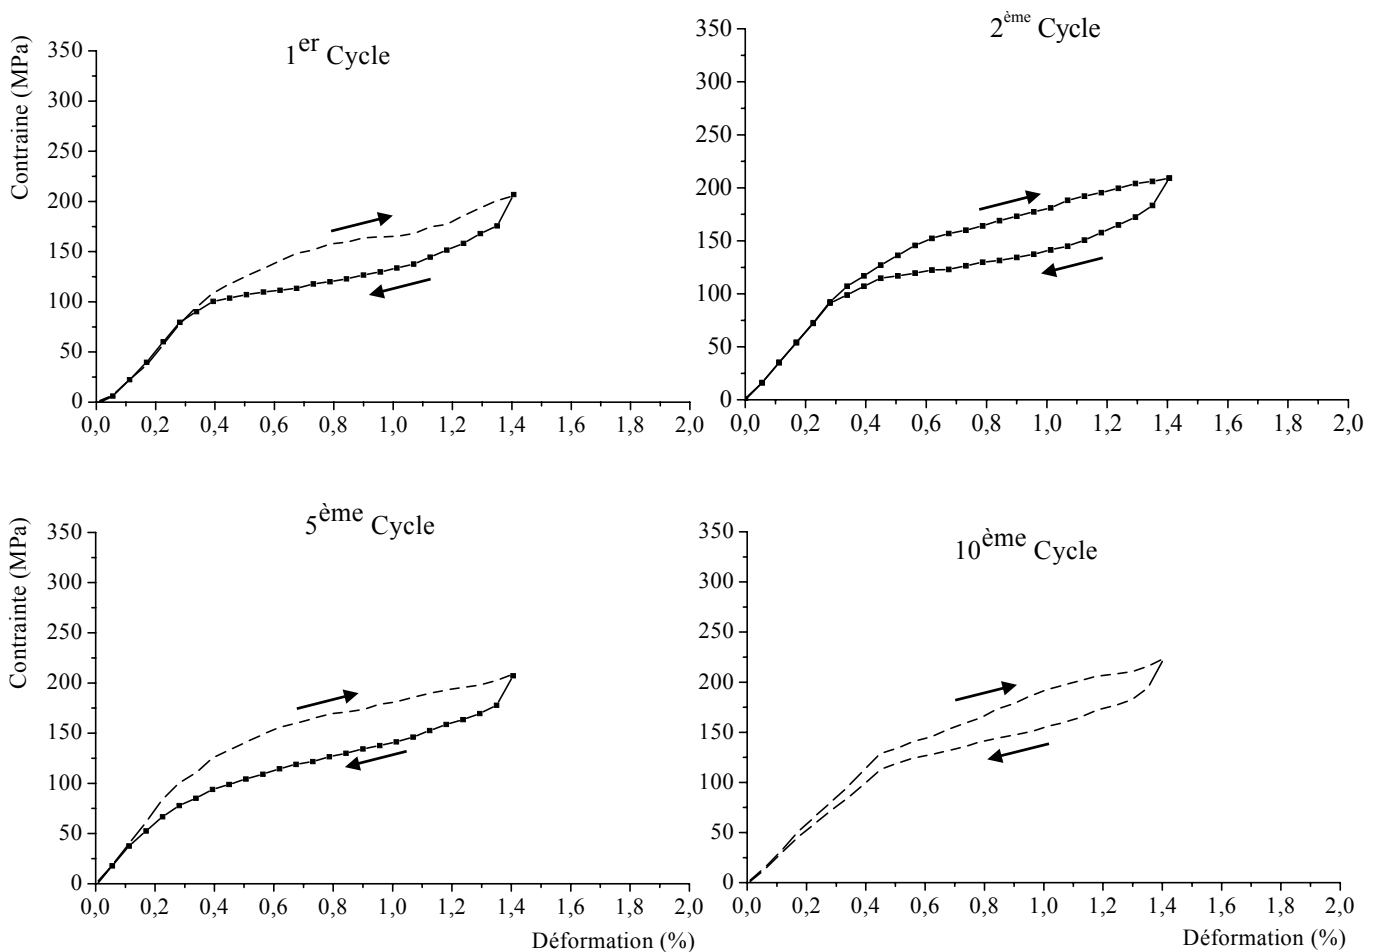 1er Cycle
Contraine (MPa)
350
300
250
200
150
100
50
0
0,0 0,2 0,4 0,6 0,8 1,0 1,2 1,4 1,6 1,8 2,0
2ème Cycle
350
300
250
200
150
100
50
0
0,0 0,2 0,4 0,6 0,8 1,0 1,2 1,4 1,6 1,8 2,0
5ème Cycle
Contrainte (MPa)
350
300
250
200
150
100
50
0
0,0 0,2 0,4 0,6 0,8 1,0 1,2 1,4 1,6 1,8 2,0
Déformation (%)
10ème Cycle
350
300
250
200
150
100
50
0
0,0 0,2 0,4 0,6 0,8 1,0 1,2 1,4 1,6 1,8 2,0
Déformation (%)